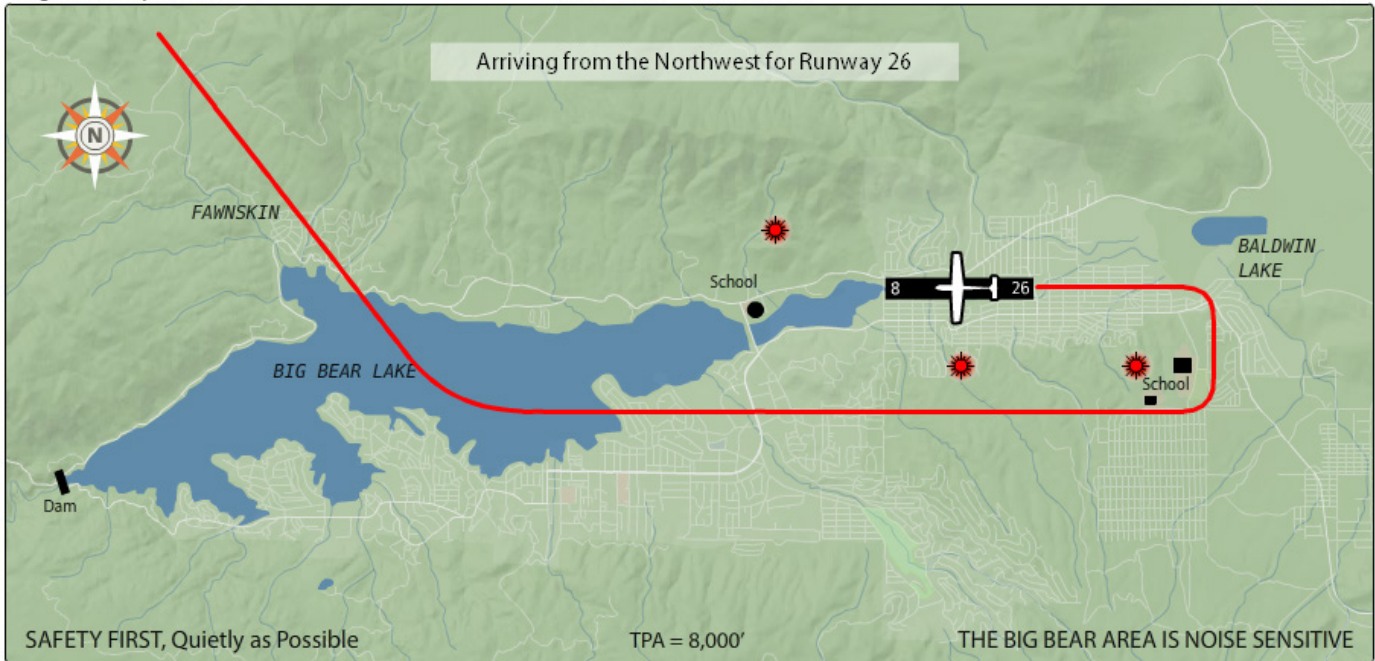 Arriving from the Northwest for Runway 26
N
FAWNSKIN
School
8
26
BALDWIN
LAKE
BIG BEAR LAKE
School
Dam
SAFETY FIRST, Quietly as Possible
TPA = 8,000'
THE BIG BEAR AREA IS NOISE SENSITIVE